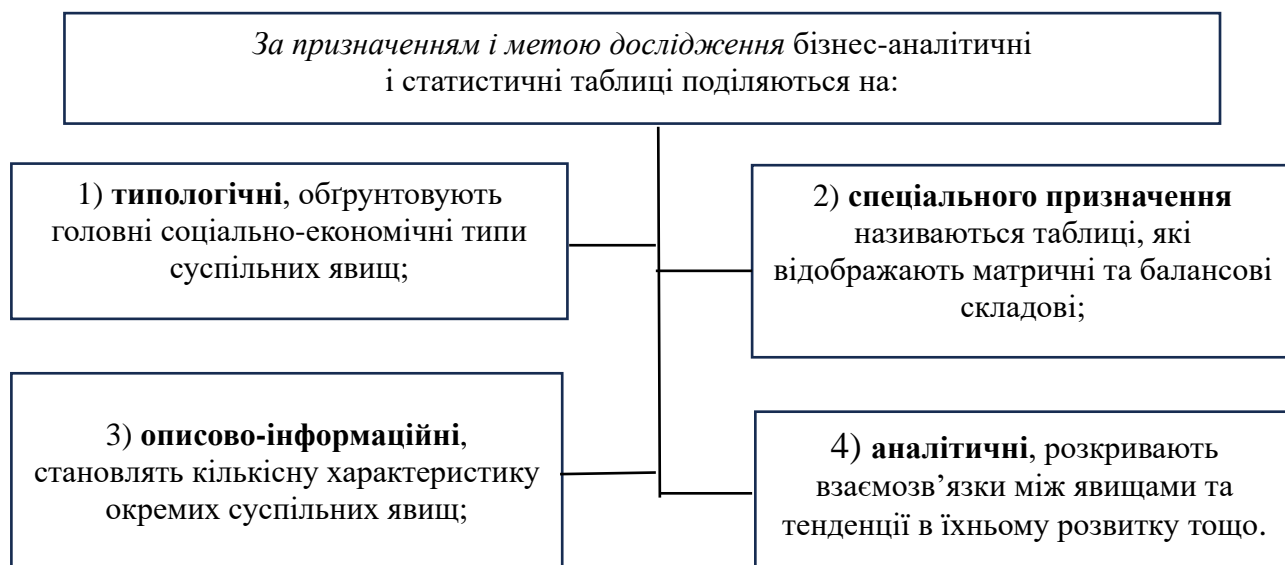 За призначенням і метою дослідження бізнес-аналітичні
і статистичні таблиці поділяються на:
1) типологічні, обґрунтовують
головні соціально-економічні типи
суспільних явищ;
2) спеціального призначення
називаються таблиці, які
відображають матричні та балансові
складові;
3) описово-інформаційні,
становлять кількісну характеристику
окремих суспільних явищ;
4) аналітичні, розкривають
взаємозв’язки між явищами та
тенденції в їхньому розвитку тощо.